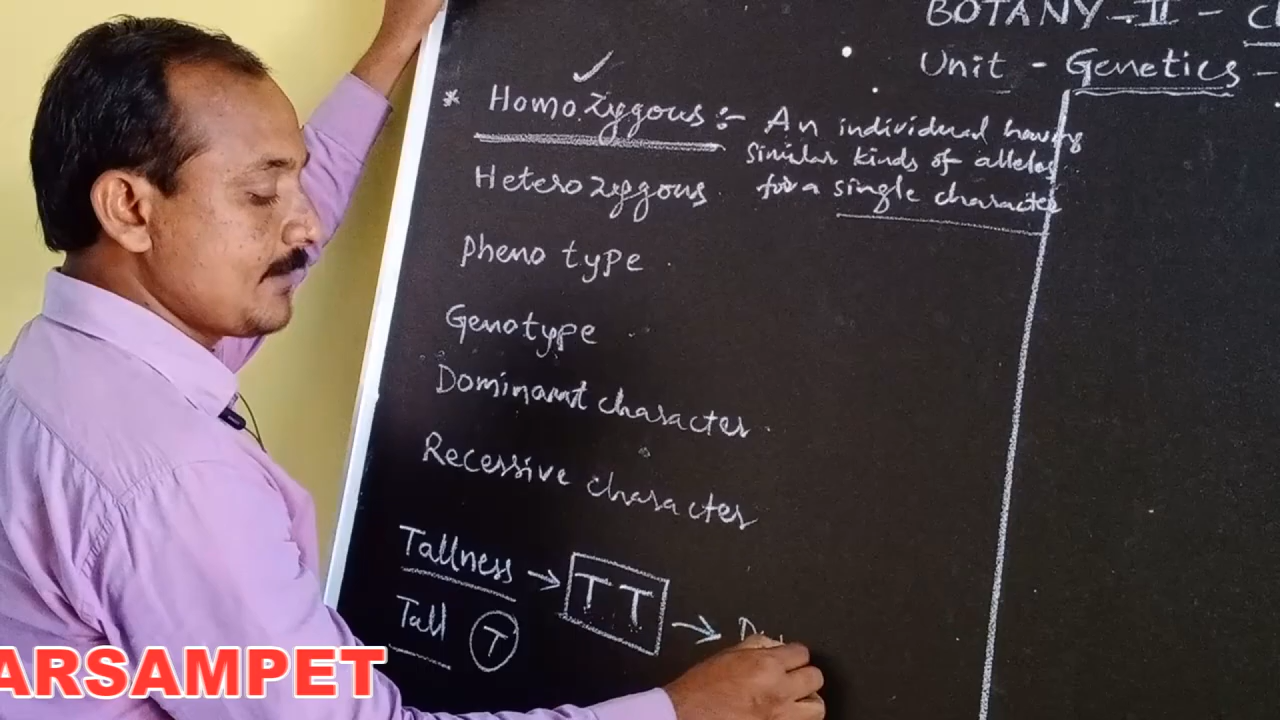 BOTANY-II -
Unit - Genetics -
* Homozygous :- An individual having
similar kinds of alleles
for a single character
Heterozygous
Pheno type
Genotype
Dominant character
Recessive character
Tallness → TT →
Tall T
ARSAMPET